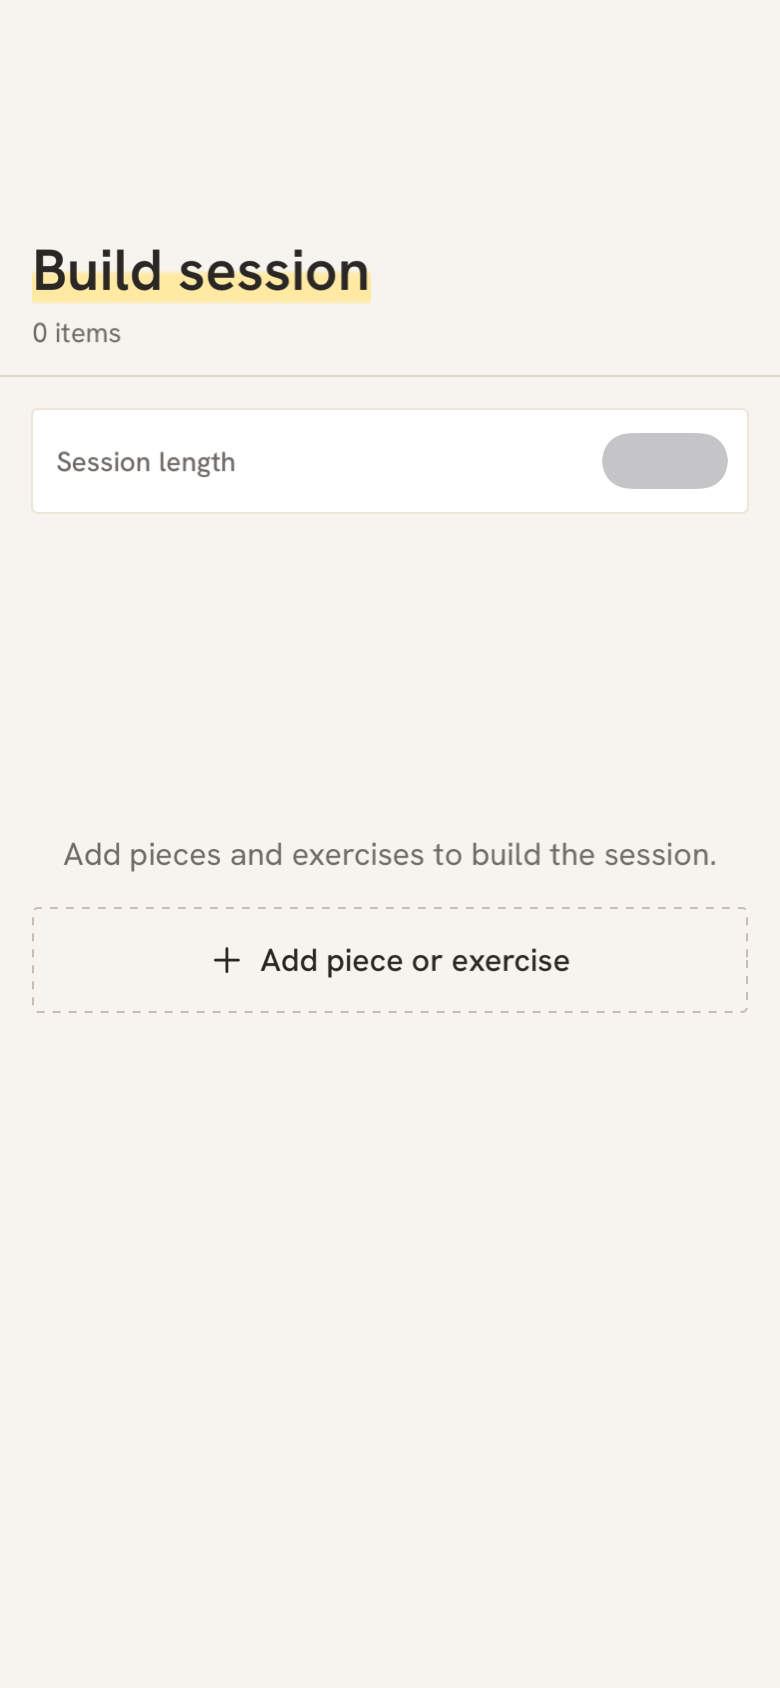 Build session
0 items
Session length
Add pieces and exercises to build the session.
+ Add piece or exercise